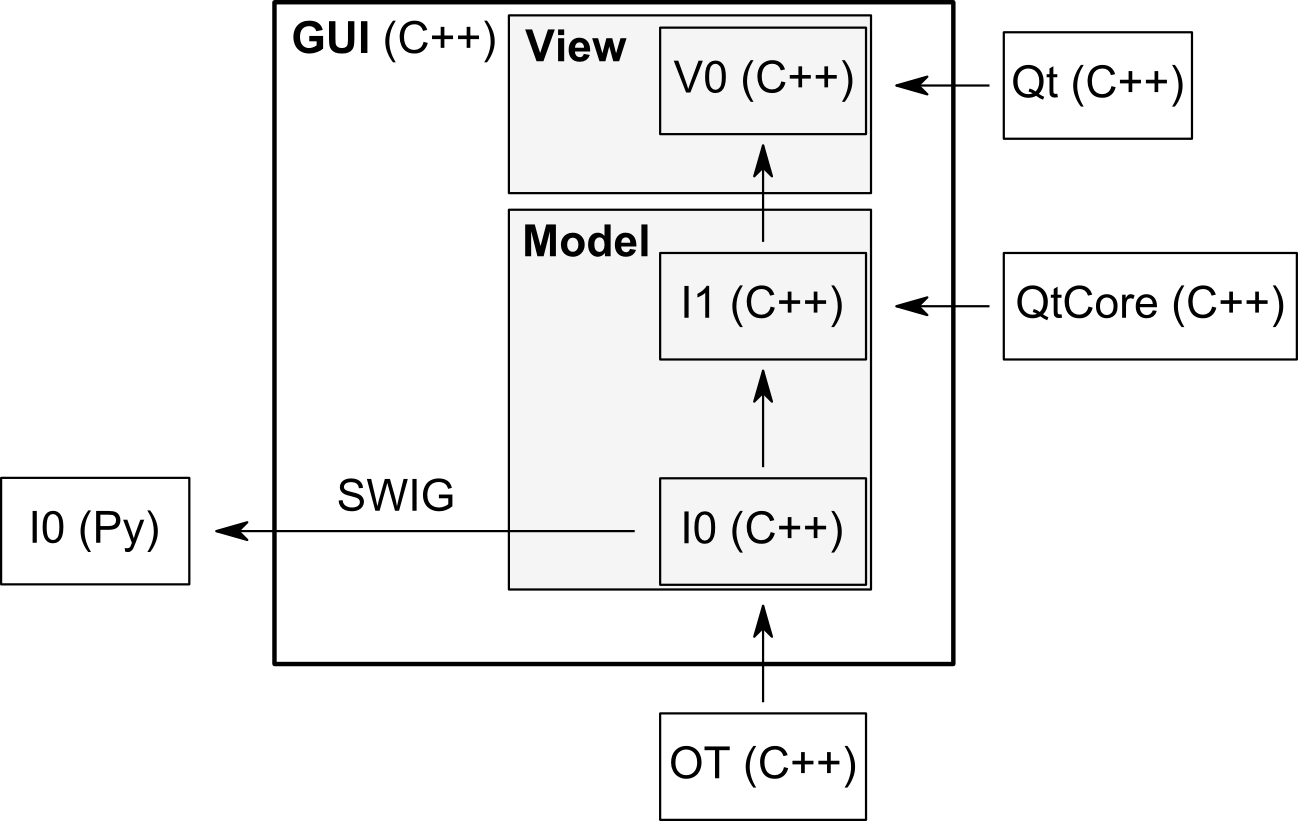 GUI (C++)
View
V0 (C++)
Qt (C++)
Model
I1 (C++)
QtCore (C++)
SWIG
I0 (Py)
I0 (C++)
OT (C++)